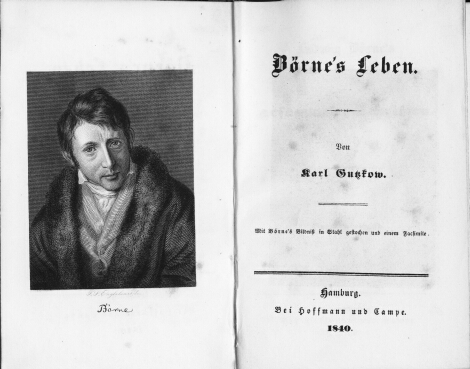 Börne
Börne's Leben.
Von
Karl Gutzkow.
Mit Börne's Bildniß in Stahl gestochen und einem Facsimile.
Hamburg.
Bei Hoffmann und Campe.
1840.